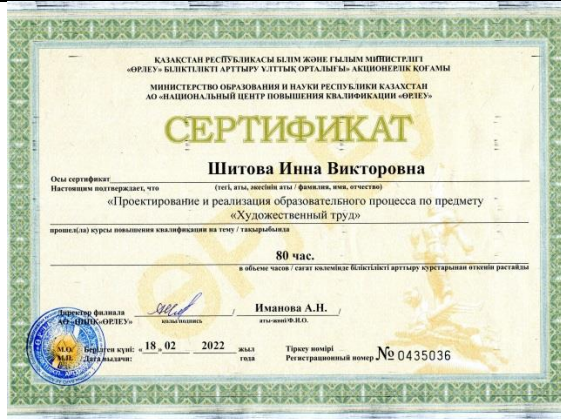 ҚАЗАҚСТАН РЕСПУБЛИКАСЫ БІЛІМ ЖӘНЕ ҒЫЛЫМ МИНИСТРЛІГІ
«ӨРЛЕУ» БІЛІКТІЛІКТІ АРТТЫРУ ҰЛТТЫҚ ОРТАЛЫҒЫ» АКЦИОНЕРЛІК ҚОҒАМЫ
МИНИСТЕРСТВО ОБРАЗОВАНИЯ И НАУКИ РЕСПУБЛИКИ КАЗАХСТАН
АО «НАЦИОНАЛЬНЫЙ ЦЕНТР ПОВЫШЕНИЯ КВАЛИФИКАЦИИ «ӨРЛЕУ»
СЕРТИФИКАТ
Шитова Инна Викторовна
Осы сертификат
Настоящим подтверждает, что (тегі, аты, әкесінің аты / фамилия, имя, отчество)
«Проектирование и реализация образовательного процесса по предмету
«Художественный труд»
прошел(ла) курсы повышения квалификации на тему / тақырыбында
80 час.
в объеме часов / сағат көлемінде біліктілікті арттыру курстарынан өткенін растайды
Директор филиала / Иманова А.Н. /
АО «НЦПК «ӨРЛЕУ» қолы/подпись аты-жөні/Ф.И.О.
М.О. Берілген күні: «18 02 2022 жыл Тіркеу нөмірі
М.П. Дата выдачи: года Регистрационный номер № 0435036